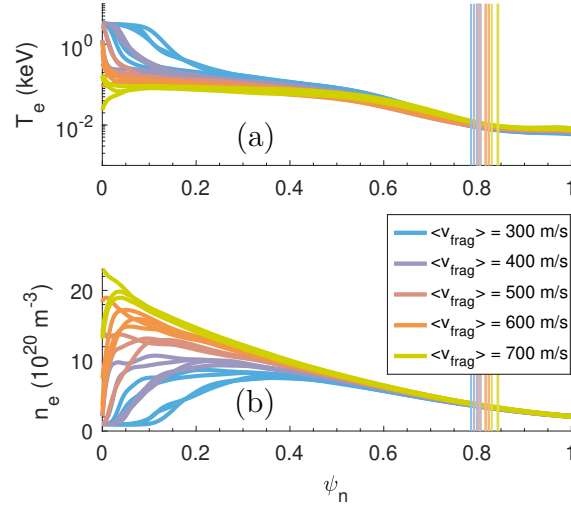 10^0
10^-2
T_e (keV)
(a)
0 0.2 0.4 0.6 0.8 1
<v_frag> = 300 m/s
<v_frag> = 400 m/s
<v_frag> = 500 m/s
<v_frag> = 600 m/s
<v_frag> = 700 m/s
20
10
0
n_e (10^20 m^-3)
(b)
0 0.2 0.4 0.6 0.8 1
ψ_n